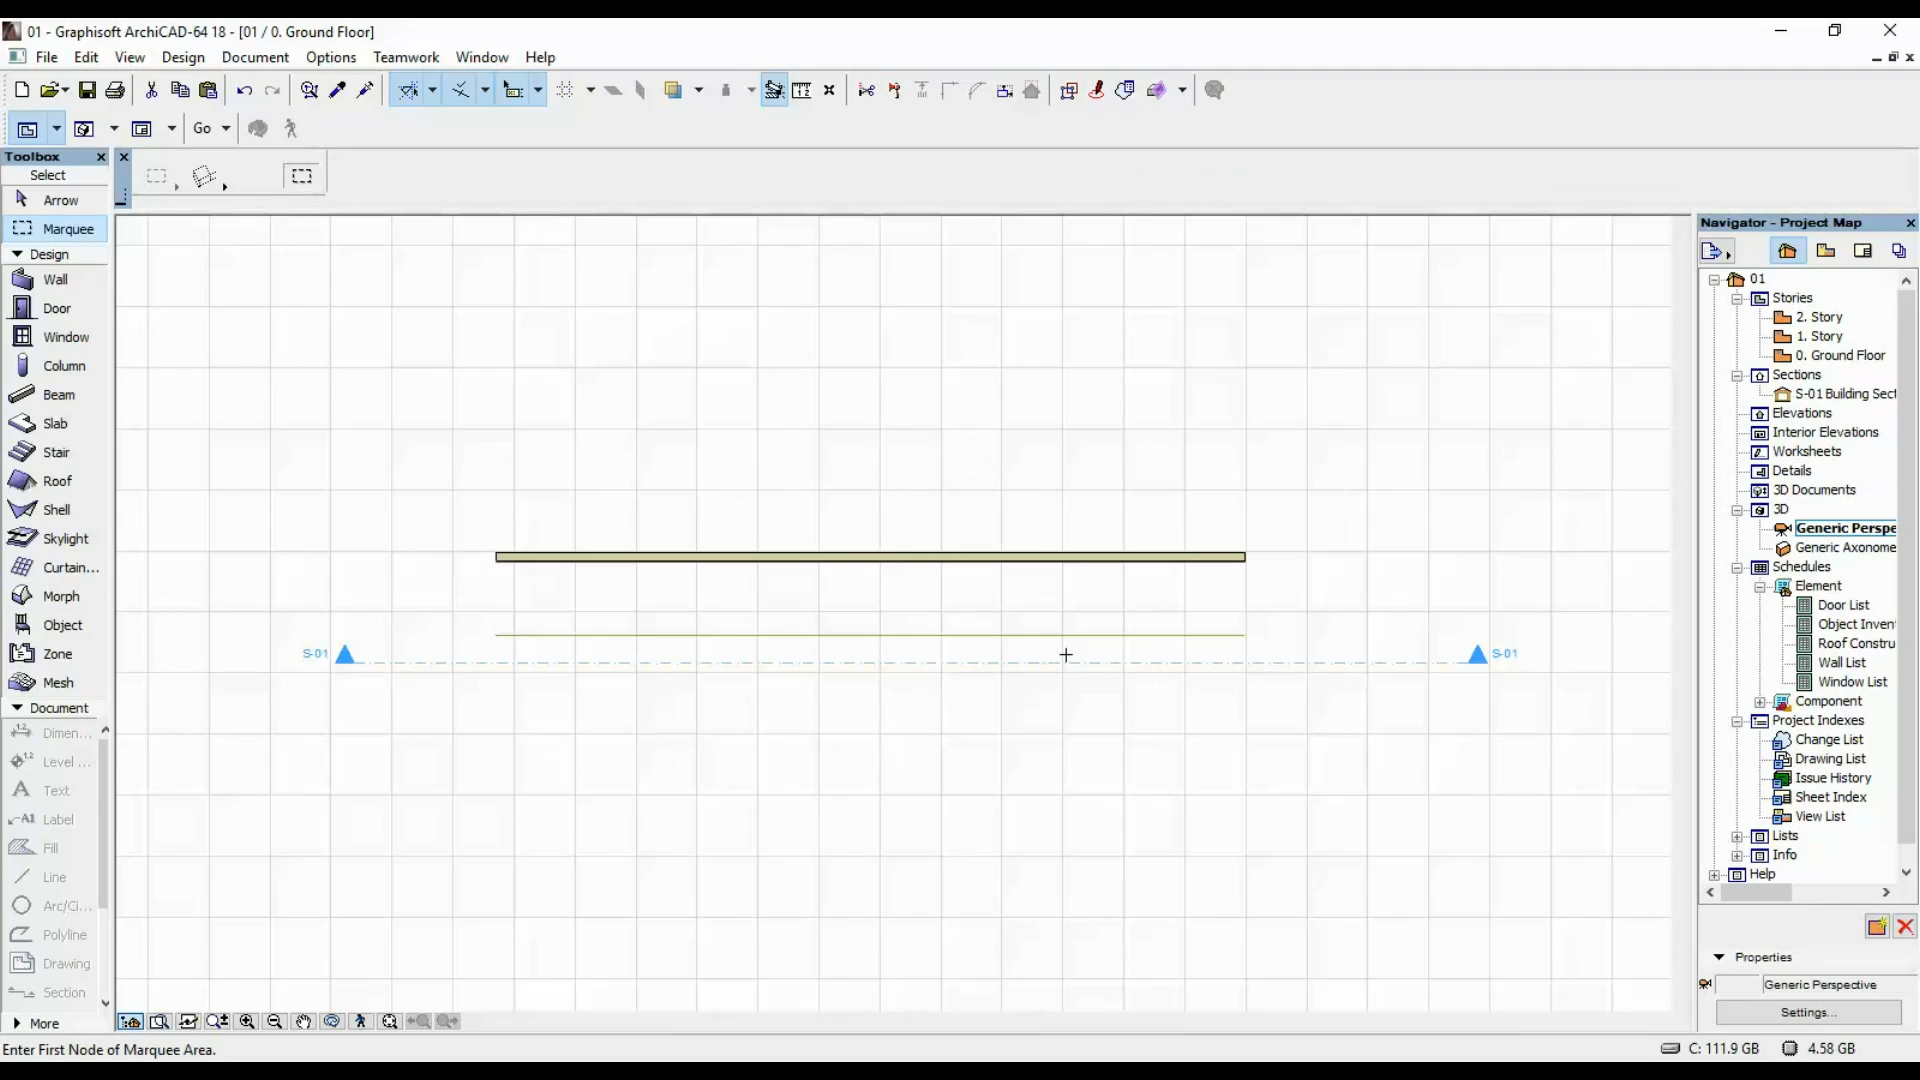 01 - Graphisoft ArchiCAD-64 18 - [01 / 0. Ground Floor]
File Edit View Design Document Options Teamwork Window Help
Go
Toolbox
Select
Arrow
Marquee
Design
Wall
Door
Window
Column
Beam
Slab
Stair
Roof
Shell
Skylight
Curtain...
Morph
Object
Zone
Mesh
Document
Dimen...
Level ...
Text
Label
Fill
Line
Arc/Ci...
Polyline
Drawing
Section
More
S-01
S-01
Navigator - Project Map
01
Stories
2. Story
1. Story
0. Ground Floor
Sections
S-01 Building Sect
Elevations
Interior Elevations
Worksheets
Details
3D Documents
3D
Generic Perspe
Generic Axonome
Schedules
Element
Door List
Object Inven
Roof Constru
Wall List
Window List
Component
Project Indexes
Change List
Drawing List
Issue History
Sheet Index
View List
Lists
Info
Help
Properties
Generic Perspective
Settings...
Enter First Node of Marquee Area.
C: 111.9 GB
4.58 GB